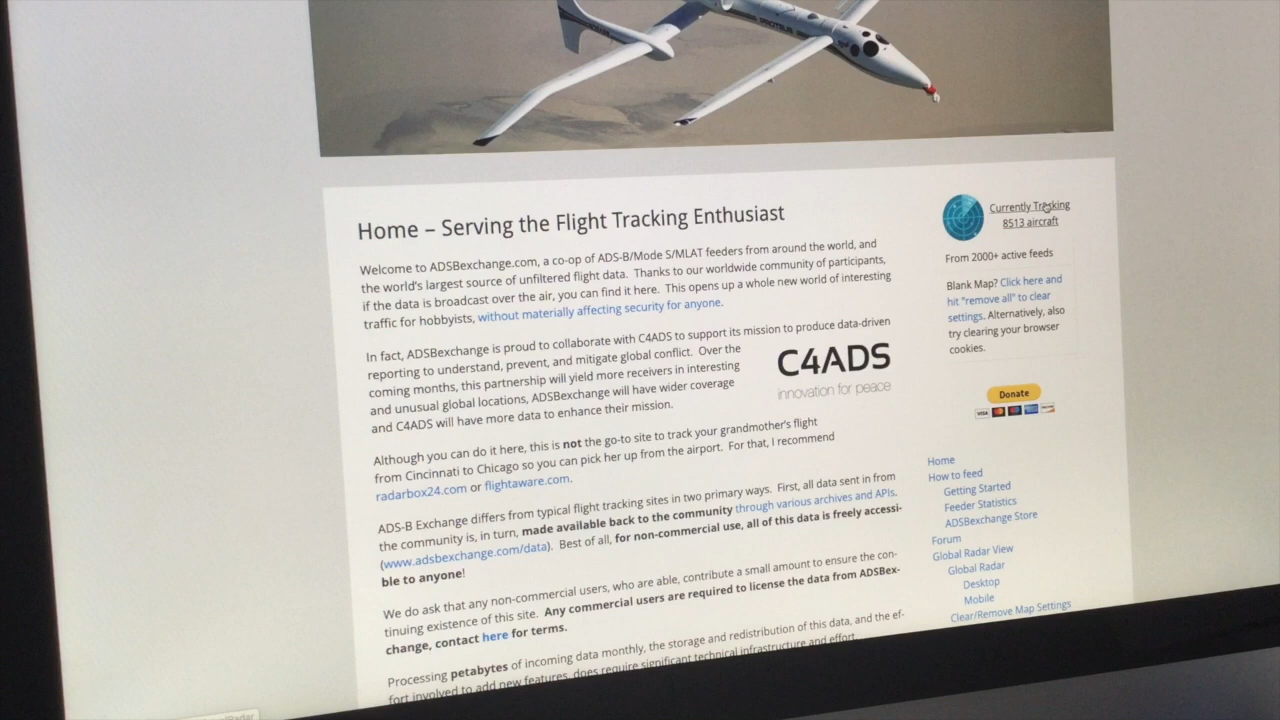 PROTEUS
Home – Serving the Flight Tracking Enthusiast
Welcome to ADSBexchange.com, a co-op of ADS-B/Mode S/MLAT feeders from around the world, and
the world's largest source of unfiltered flight data. Thanks to our worldwide community of participants,
if the data is broadcast over the air, you can find it here. This opens up a whole new world of interesting
traffic for hobbyists, without materially affecting security for anyone.
In fact, ADSBexchange is proud to collaborate with C4ADS to support its mission to produce data-driven
reporting to understand, prevent, and mitigate global conflict. Over the
coming months, this partnership will yield more receivers in interesting
and unusual global locations, ADSBexchange will have wider coverage
and C4ADS will have more data to enhance their mission.
C4ADS
innovation for peace
Although you can do it here, this is not the go-to site to track your grandmother's flight
from Cincinnati to Chicago so you can pick her up from the airport. For that, I recommend
radarbox24.com or flightaware.com.
ADS-B Exchange differs from typical flight tracking sites in two primary ways. First, all data sent in from
the community is, in turn, made available back to the community through various archives and APIs.
(www.adsbexchange.com/data). Best of all, for non-commercial use, all of this data is freely accessi-
ble to anyone!
We do ask that any non-commercial users, who are able, contribute a small amount to ensure the con-
tinuing existence of this site. Any commercial users are required to license the data from ADSBex-
change, contact here for terms.
Processing petabytes of incoming data monthly, the storage and redistribution of this data, and the ef-
fort involved to add new features, does require significant technical infrastructure and effort.
Currently Tracking
8513 aircraft
From 2000+ active feeds
Blank Map? Click here and
hit "remove all" to clear
settings. Alternatively, also
try clearing your browser
cookies.
Donate
VISA
Home
How to feed
Getting Started
Feeder Statistics
ADSBexchange Store
Forum
Global Radar View
Global Radar
Desktop
Mobile
Clear/Remove Map Settings